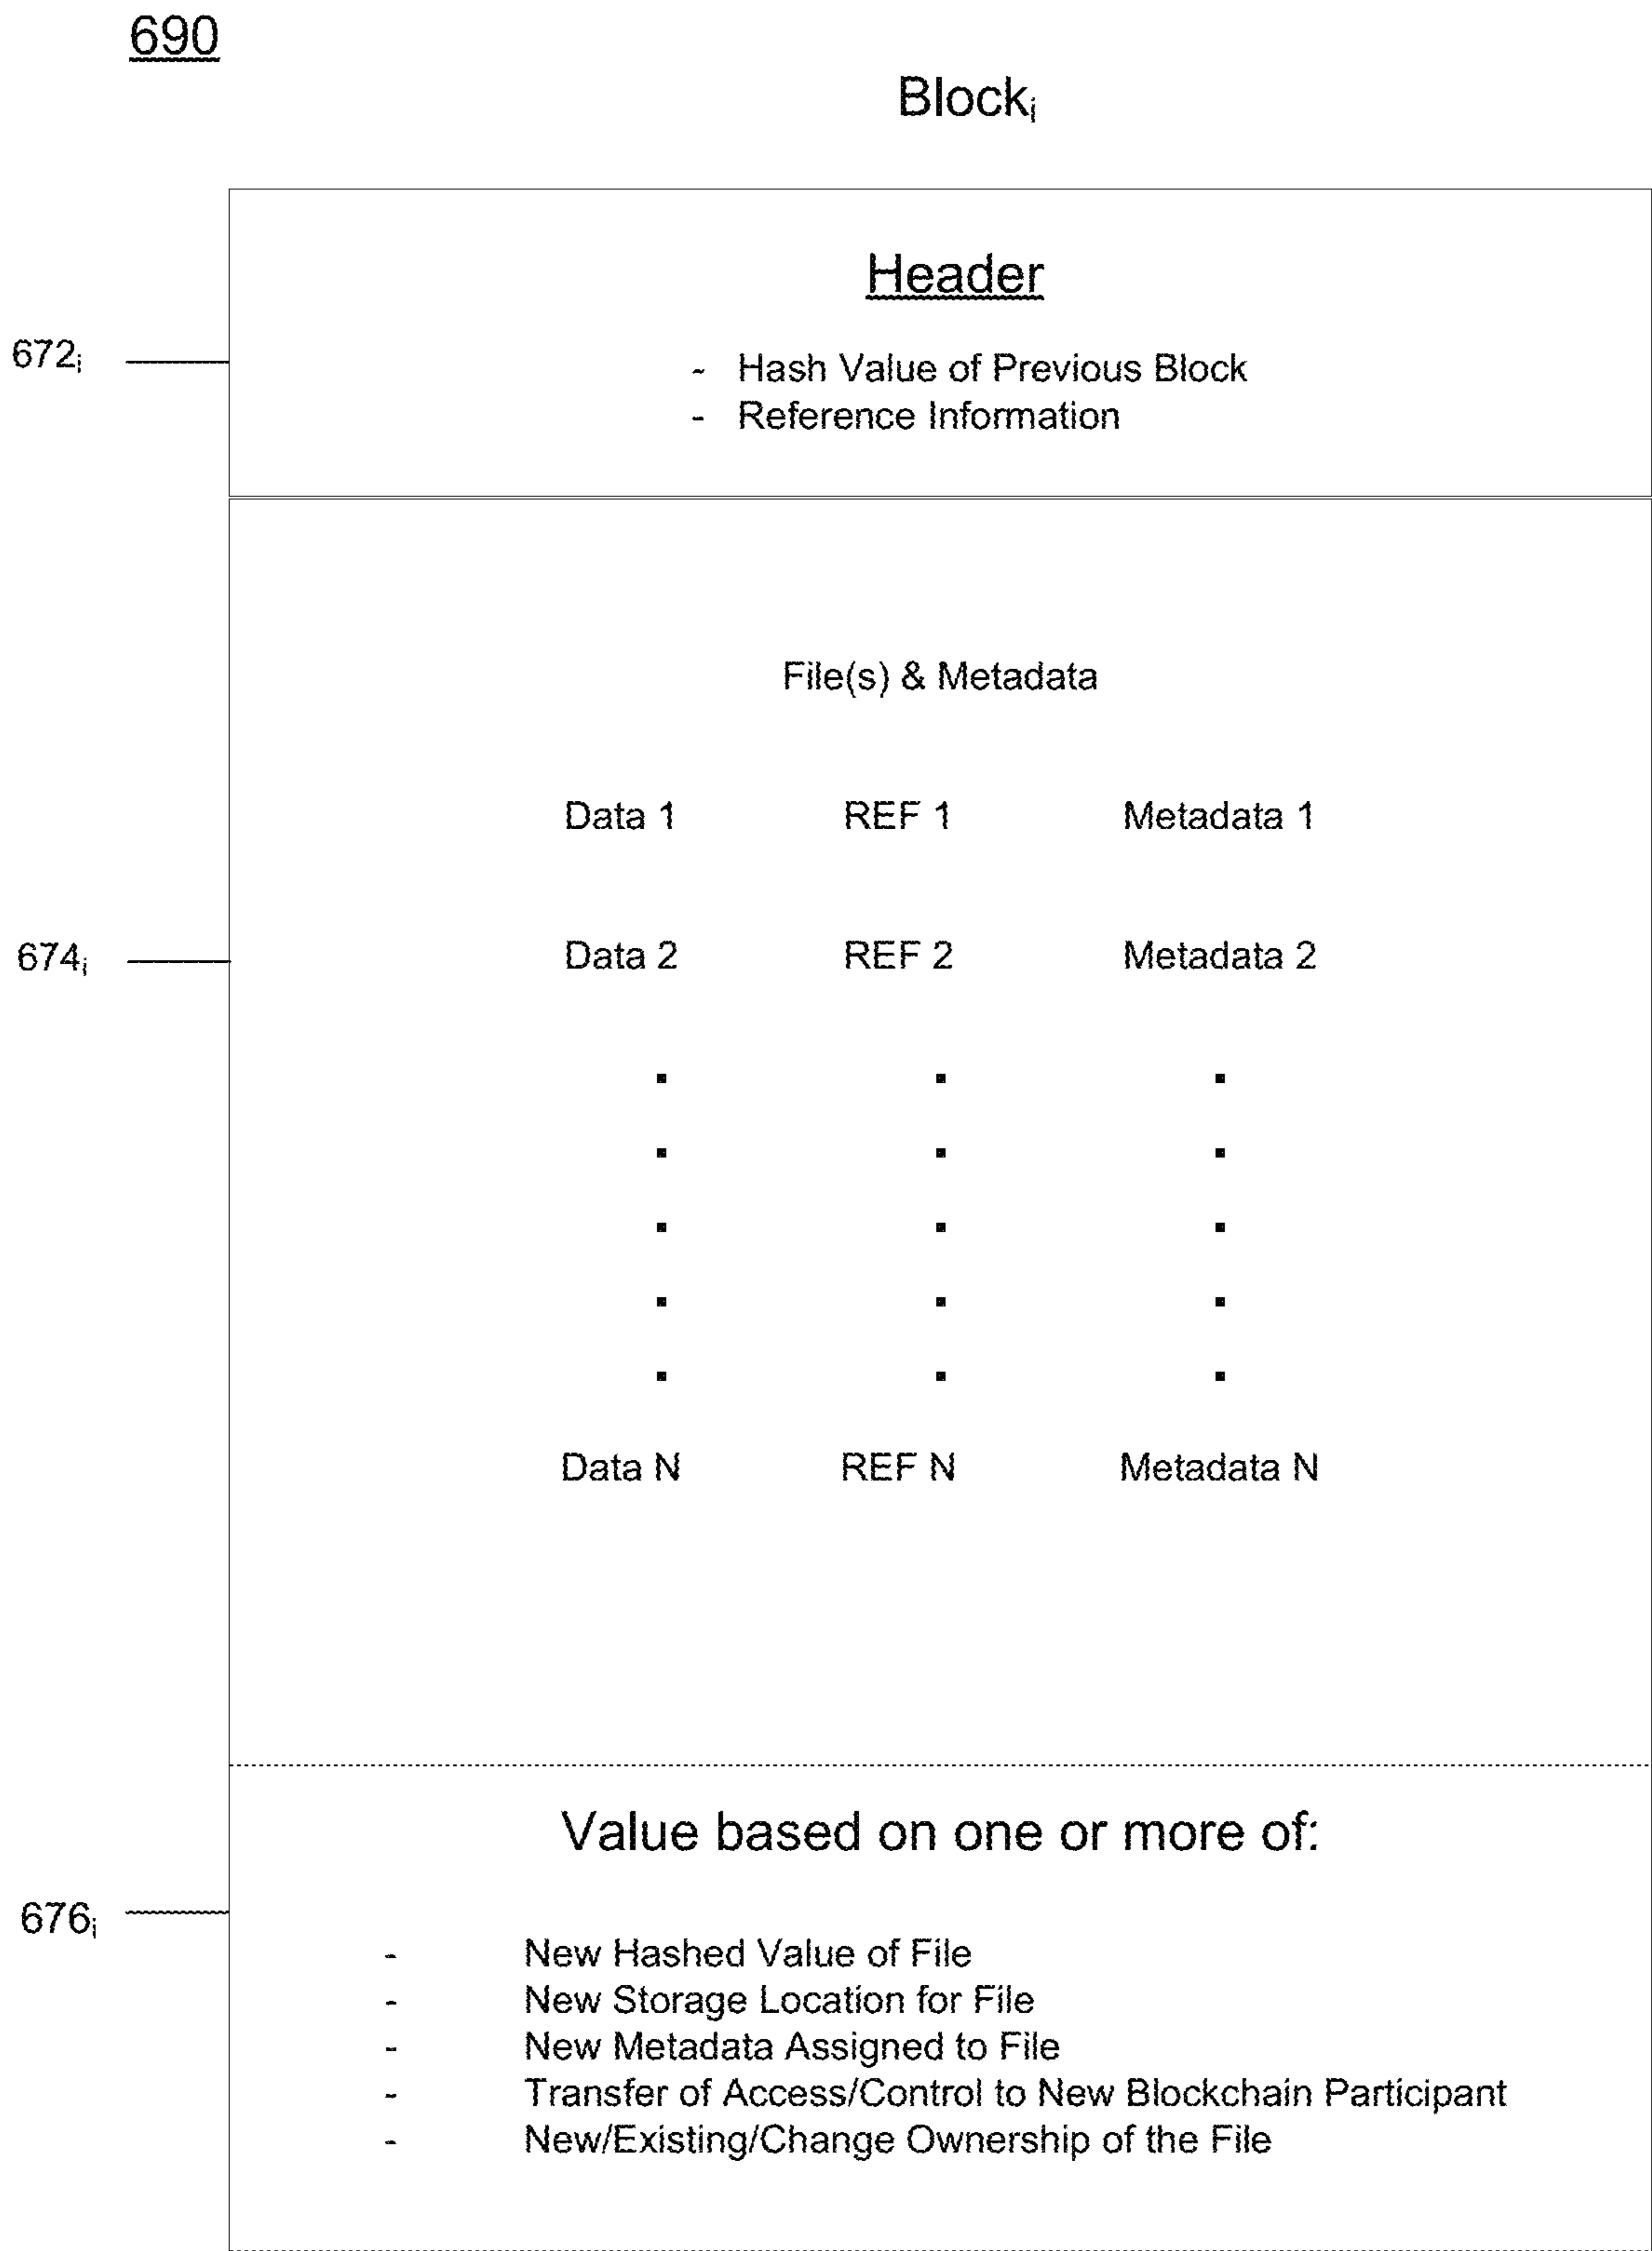 690
Blockᵢ
Header
672ᵢ
- Hash Value of Previous Block
- Reference Information
File(s) & Metadata
Data 1 REF 1 Metadata 1
674ᵢ
Data 2 REF 2 Metadata 2
Data N REF N Metadata N
Value based on one or more of:
676ᵢ
- New Hashed Value of File
- New Storage Location for File
- New Metadata Assigned to File
- Transfer of Access/Control to New Blockchain Participant
- New/Existing/Change Ownership of the File